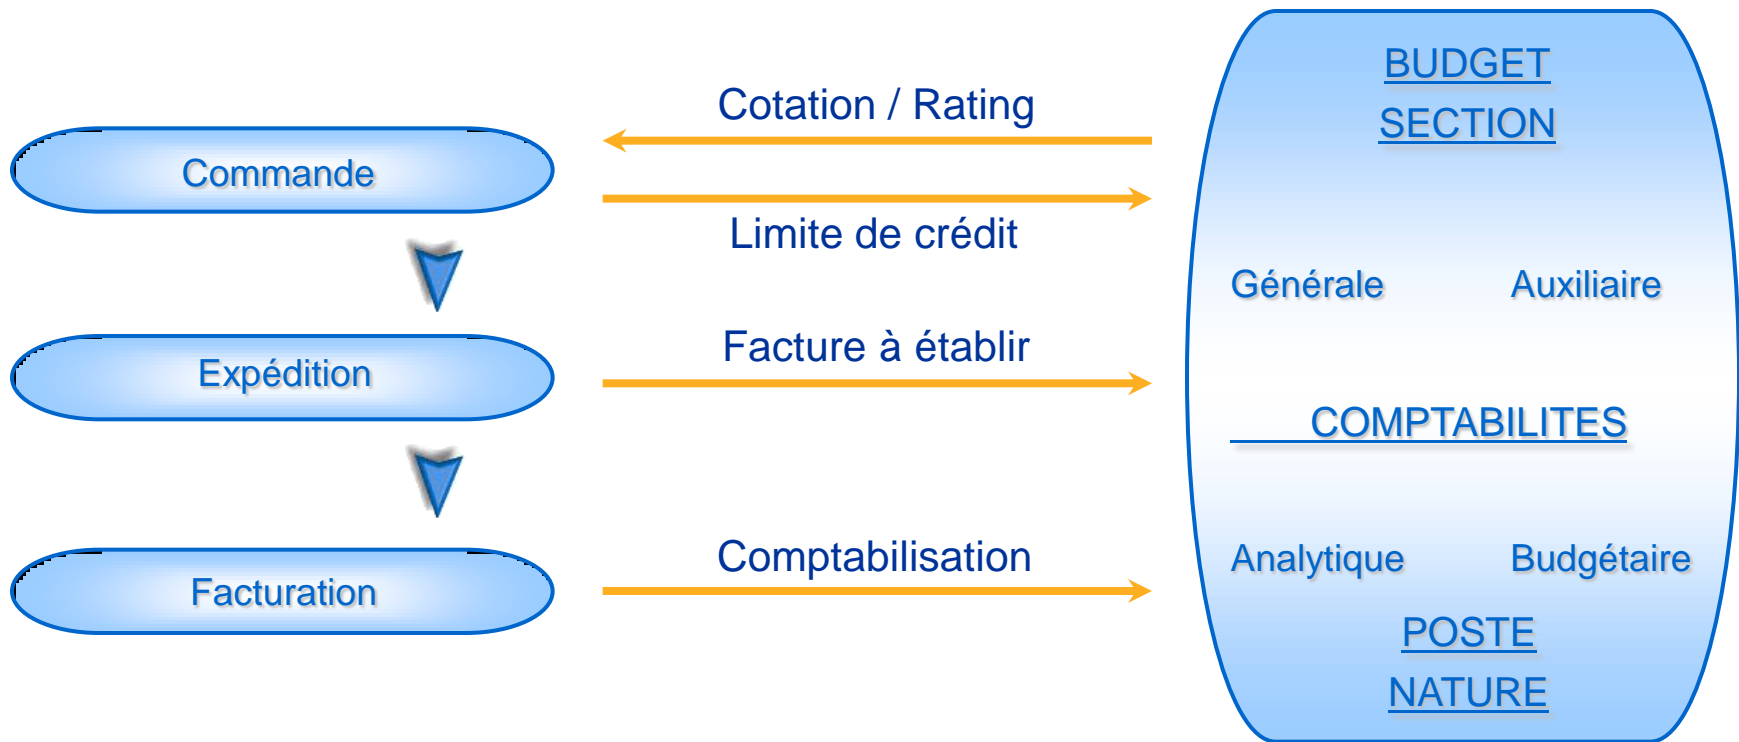 Commande
Expédition
Facturation
Cotation / Rating
Limite de crédit
Facture à établir
Comptabilisation
BUDGET
SECTION
Générale Auxiliaire
COMPTABILITES
Analytique Budgétaire
POSTE
NATURE